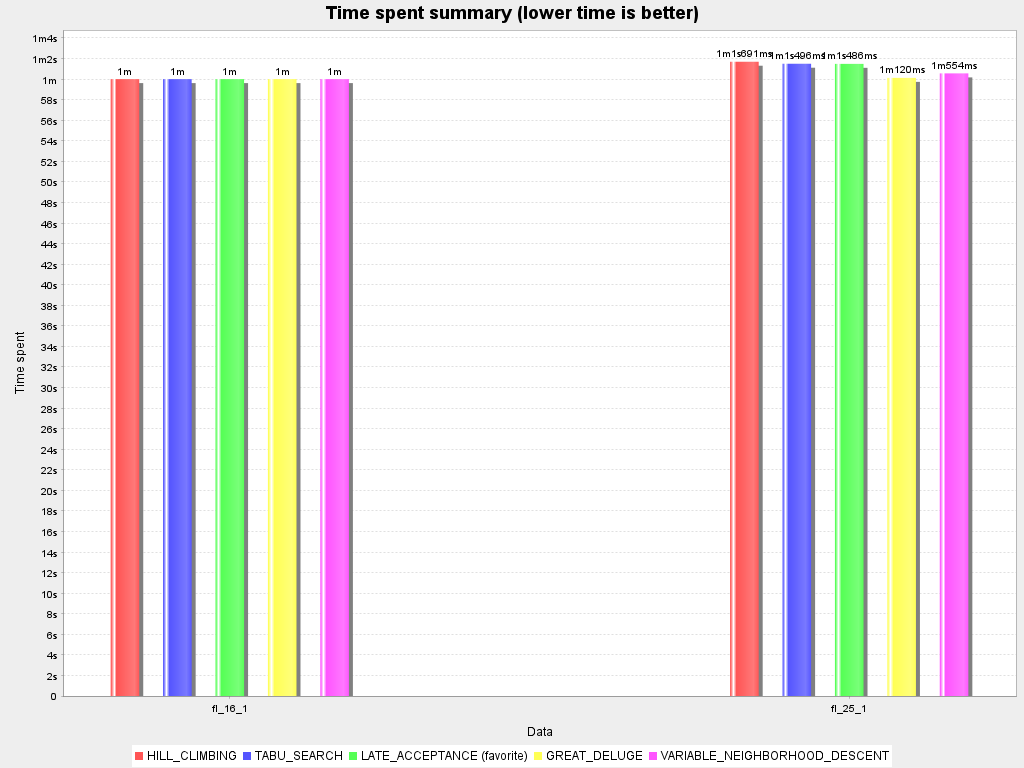 Time spent summary (lower time is better)
1m4s
1m2s
1m
58s
56s
54s
52s
50s
48s
46s
44s
42s
40s
38s
36s
34s
32s
30s
28s
26s
24s
22s
20s
18s
16s
14s
12s
10s
8s
6s
4s
2s
0
Time spent
1m 1m 1m 1m 1m
1m1s691ms 1m1s496ms 1m1s486ms 1m120ms 1m554ms
fl_16_1 fl_25_1
Data
HILL_CLIMBING TABU_SEARCH LATE_ACCEPTANCE (favorite) GREAT_DELUGE VARIABLE_NEIGHBORHOOD_DESCENT